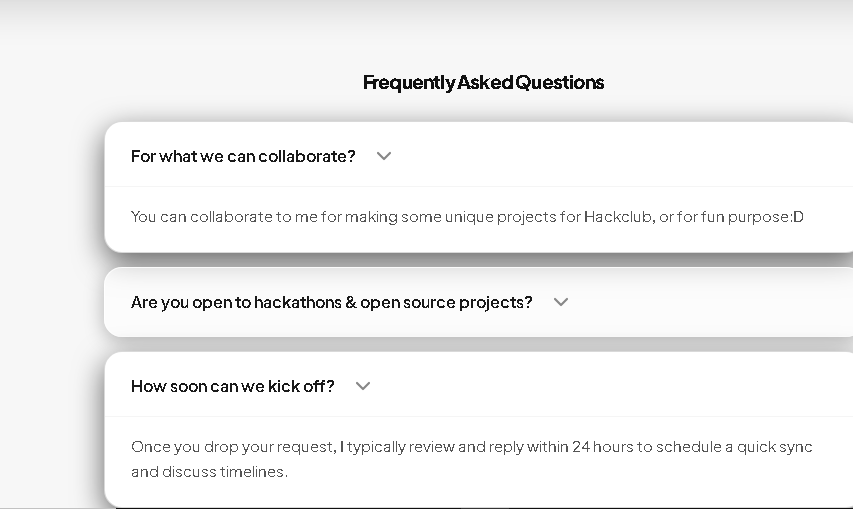 Frequently Asked Questions
For what we can collaborate?
You can collaborate to me for making some unique projects for Hackclub, or for fun purpose:D
Are you open to hackathons & open source projects?
How soon can we kick off?
Once you drop your request, I typically review and reply within 24 hours to schedule a quick sync
and discuss timelines.